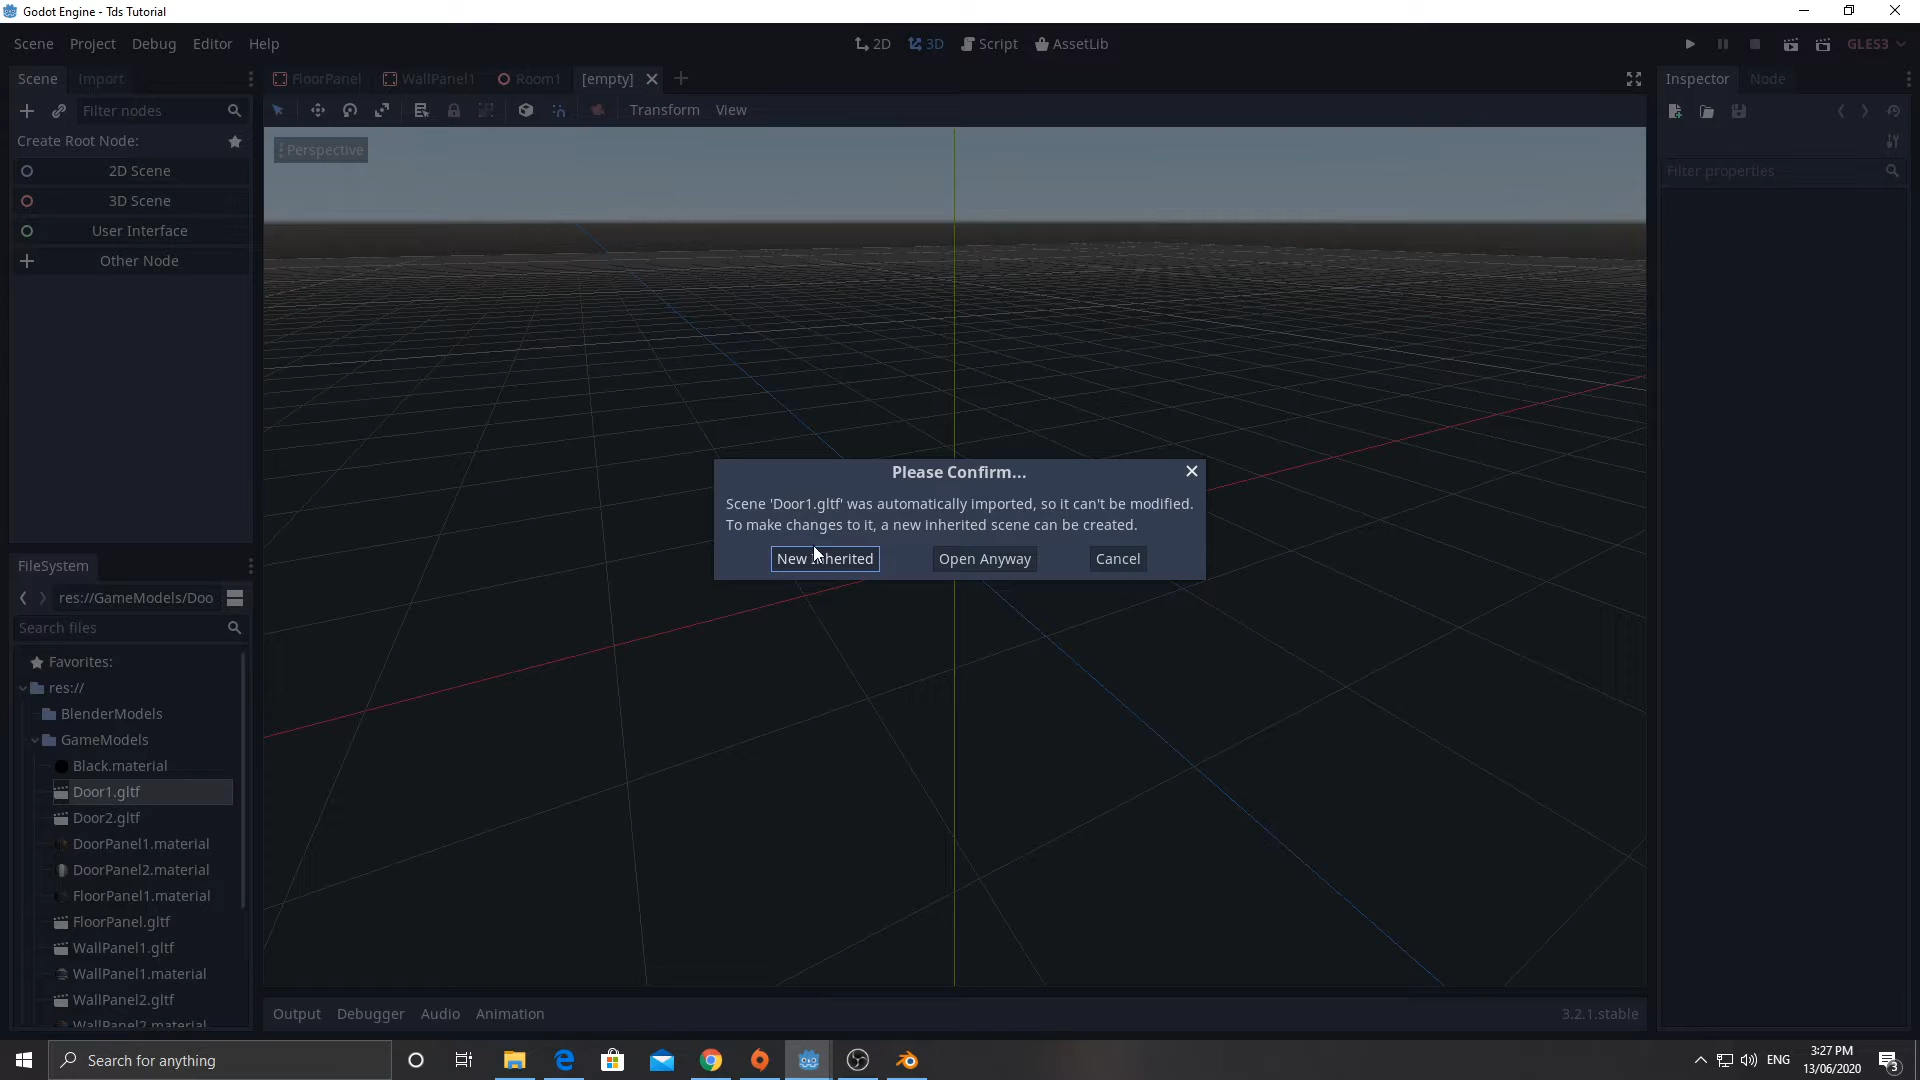 Godot Engine - Tds Tutorial
Scene Project Debug Editor Help
2D 3D Script AssetLib
GLES3
Scene Import
FloorPanel WallPanel1 Room1 [empty]
Inspector Node
Filter nodes
Transform View
Create Root Node:
Perspective
2D Scene
Filter properties
3D Scene
User Interface
Other Node
Please Confirm...
Scene 'Door1.gltf' was automatically imported, so it can't be modified.
To make changes to it, a new inherited scene can be created.
New Inherited Open Anyway Cancel
FileSystem
res://GameModels/Doo
Search files
Favorites:
res://
BlenderModels
GameModels
Black.material
Door1.gltf
Door2.gltf
DoorPanel1.material
DoorPanel2.material
FloorPanel1.material
FloorPanel.gltf
WallPanel1.gltf
WallPanel1.material
WallPanel2.gltf
WallPanel2.material
Output Debugger Audio Animation
3.2.1.stable
Search for anything
ENG
3:27 PM
13/06/2020
3